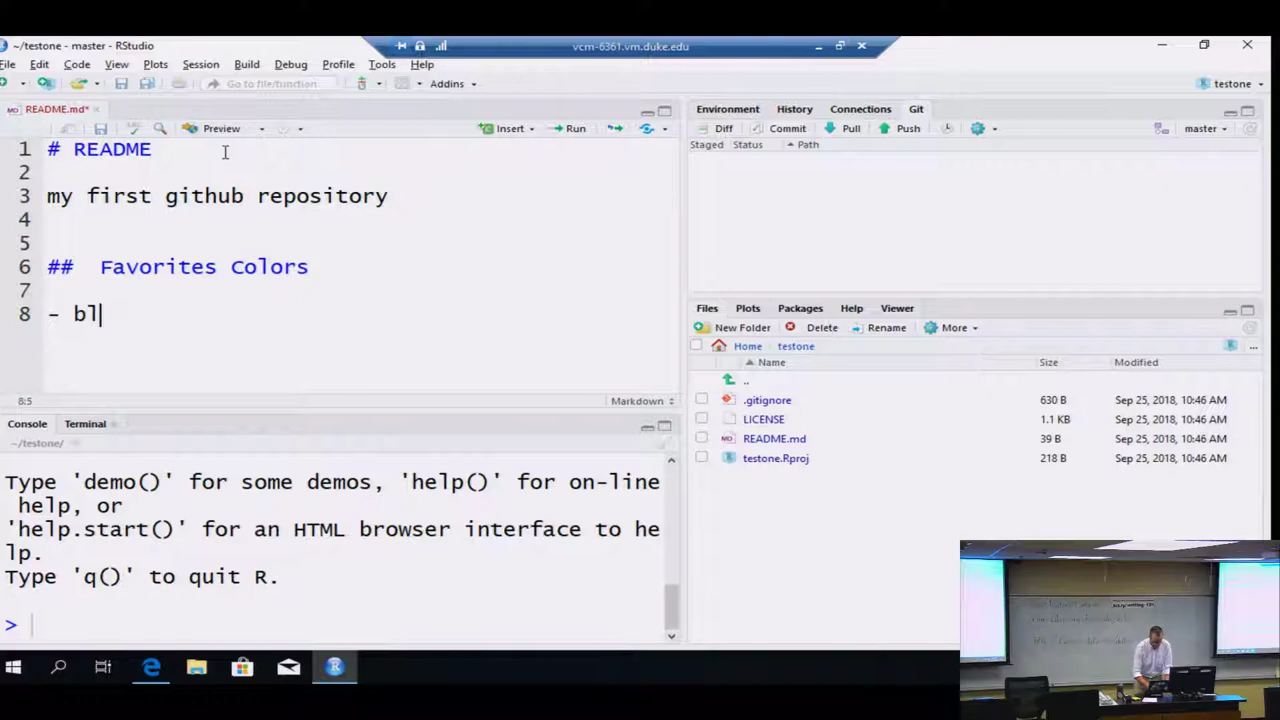 ~/testone - master - RStudio
vcm-6361.vm.duke.edu
File Edit Code View Plots Session Build Debug Profile Tools Help
Go to file/function
Addins
testone
README.md*
Preview
Insert
Run
1 # README
2
3 my first github repository
4
5
6 ## Favorites Colors
7
8 - bl
8:5
Markdown
Console Terminal
~/testone/
Type 'demo()' for some demos, 'help()' for on-line
help, or
'help.start()' for an HTML browser interface to he
lp.
Type 'q()' to quit R.
>
Environment History Connections Git
Diff Commit Pull Push master
Staged Status Path
Files Plots Packages Help Viewer
New Folder Delete Rename More
Home testone
Name Size Modified
..
.gitignore 630 B Sep 25, 2018, 10:46 AM
LICENSE 1.1 KB Sep 25, 2018, 10:46 AM
README.md 39 B Sep 25, 2018, 10:46 AM
testone.Rproj 218 B Sep 25, 2018, 10:46 AM